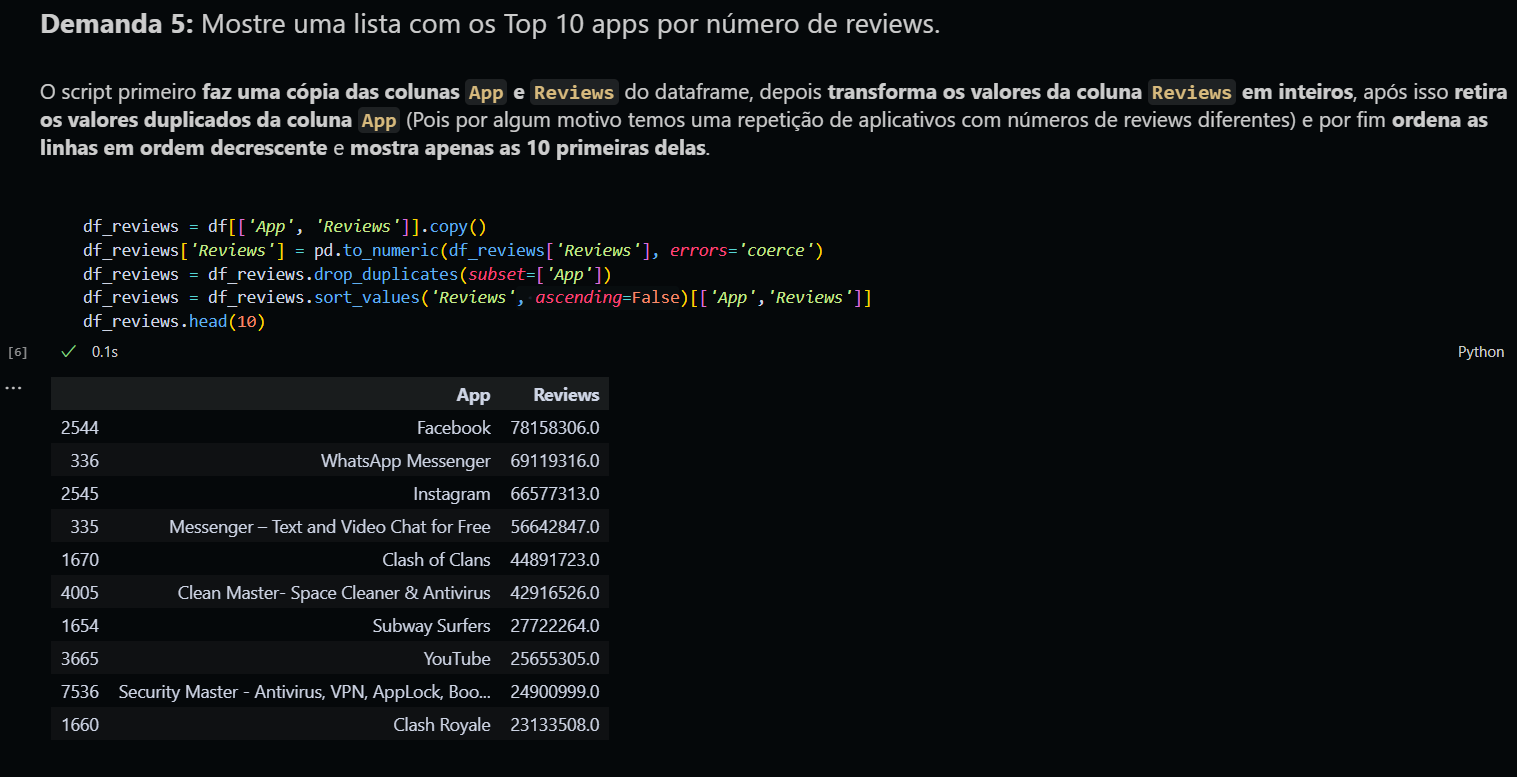 Demanda 5: Mostre uma lista com os Top 10 apps por número de reviews.
O script primeiro faz uma cópia das colunas App e Reviews do dataframe, depois transforma os valores da coluna Reviews em inteiros, após isso retira
os valores duplicados da coluna App (Pois por algum motivo temos uma repetição de aplicativos com números de reviews diferentes) e por fim ordena as
linhas em ordem decrescente e mostra apenas as 10 primeiras delas.
df_reviews = df[['App', 'Reviews']].copy()
df_reviews['Reviews'] = pd.to_numeric(df_reviews['Reviews'], errors='coerce')
df_reviews = df_reviews.drop_duplicates(subset=['App'])
df_reviews = df_reviews.sort_values('Reviews', ascending=False)[['App','Reviews']]
df_reviews.head(10)
[6] ✓ 0.1s Python
...
App Reviews
2544 Facebook 78158306.0
336 WhatsApp Messenger 69119316.0
2545 Instagram 66577313.0
335 Messenger – Text and Video Chat for Free 56642847.0
1670 Clash of Clans 44891723.0
4005 Clean Master- Space Cleaner & Antivirus 42916526.0
1654 Subway Surfers 27722264.0
3665 YouTube 25655305.0
7536 Security Master - Antivirus, VPN, AppLock, Boo... 24900999.0
1660 Clash Royale 23133508.0